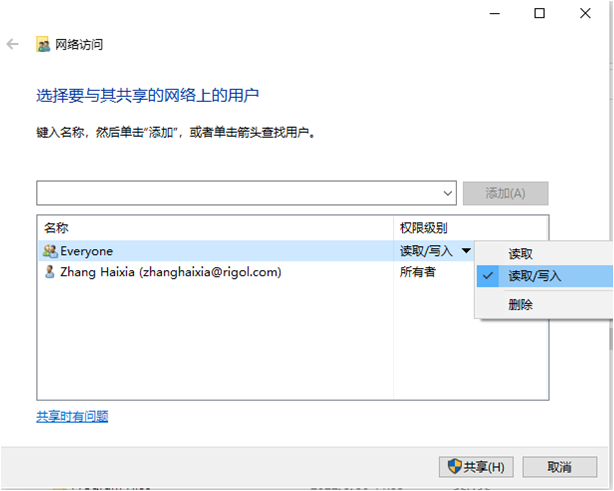 网络访问
选择要与其共享的网络上的用户
键入名称，然后单击“添加”，或者单击箭头查找用户。
添加(A)
名称 权限级别
Everyone 读取/写入
Zhang Haixia (zhanghaixia@rigol.com) 所有者
读取
读取/写入
删除
共享时有问题
共享(H) 取消